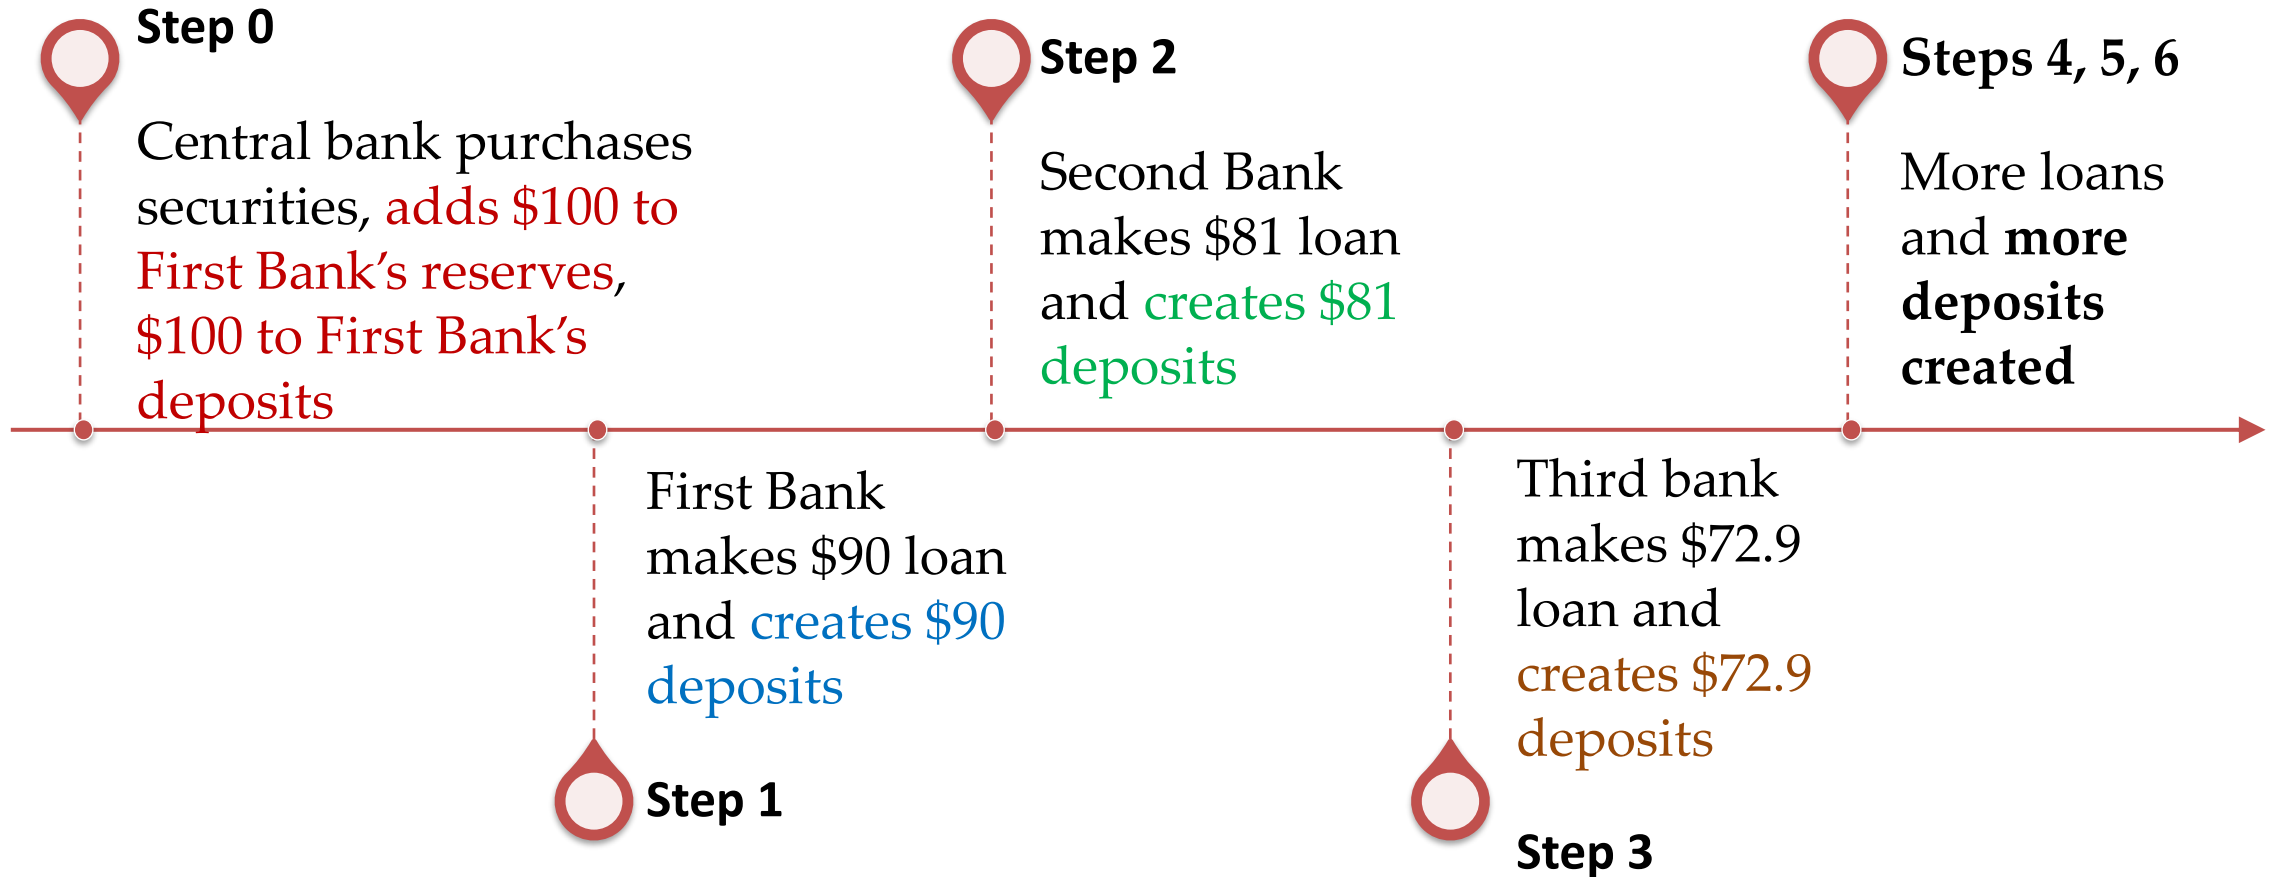 Step 0
Central bank purchases
securities, adds $100 to
First Bank’s reserves,
$100 to First Bank’s
deposits
First Bank
makes $90 loan
and creates $90
deposits
Step 1
Step 2
Second Bank
makes $81 loan
and creates $81
deposits
Third bank
makes $72.9
loan and
creates $72.9
deposits
Step 3
Steps 4, 5, 6
More loans
and more
deposits
created